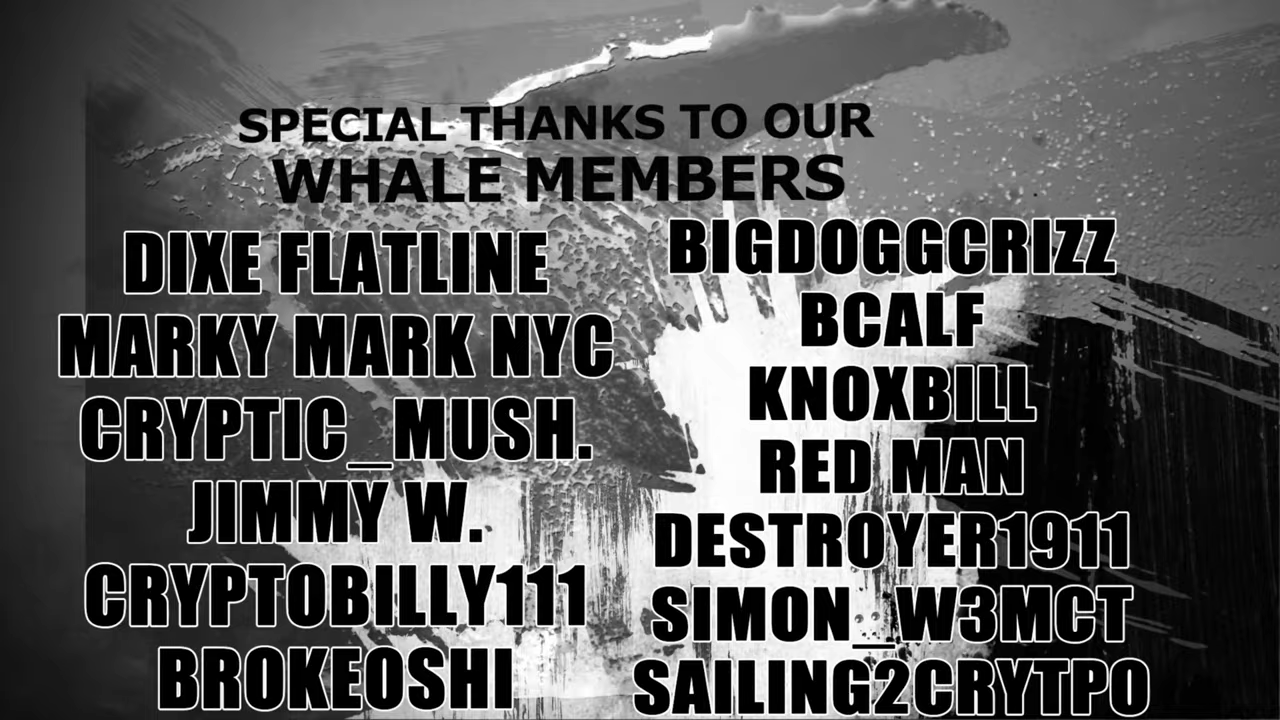 SPECIAL THANKS TO OUR
WHALE MEMBERS
DIXE FLATLINE
MARKY MARK NYC
CRYPTIC_MUSH.
JIMMY W.
CRYPTOBILLY111
BROKEOSHI
BIGDOGGCRIZZ
BCALF
KNOXBILL
RED MAN
DESTROYER1911
SIMON_W3MCT
SAILING2CRYTPO